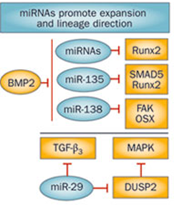 miRNAs promote expansion
and lineage direction
miRNAs
Runx2
BMP2
miR-135
SMAD5
Runx2
miR-138
FAK
OSX
TGF-β₃
MAPK
miR-29
DUSP2